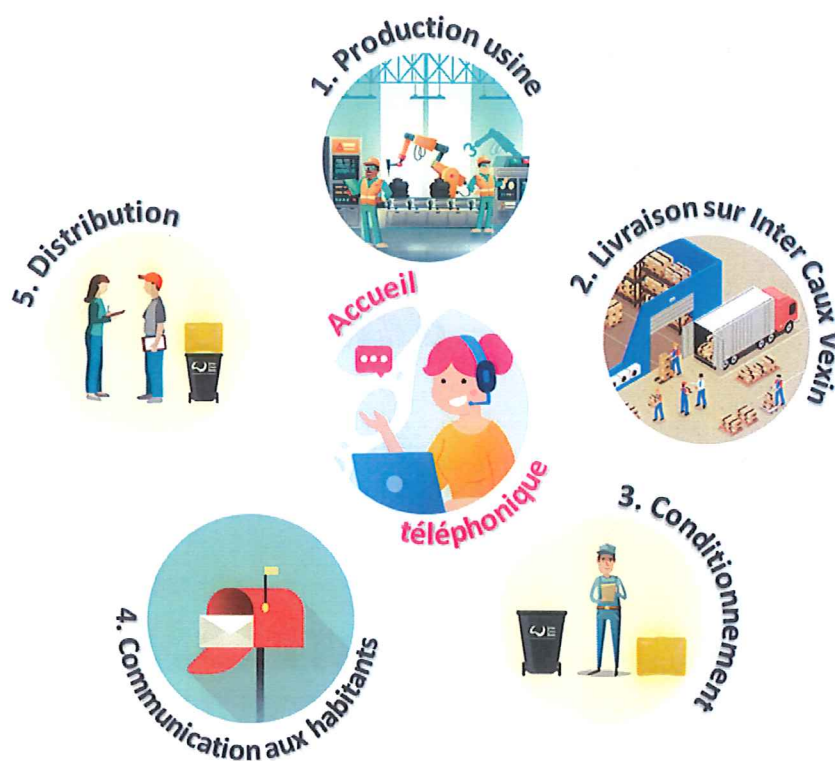 1. Production usine
2. Livraison sur Inter Caux Vexin
3. Conditionnement
4. Communication aux habitants
5. Distribution
Accueil
téléphonique